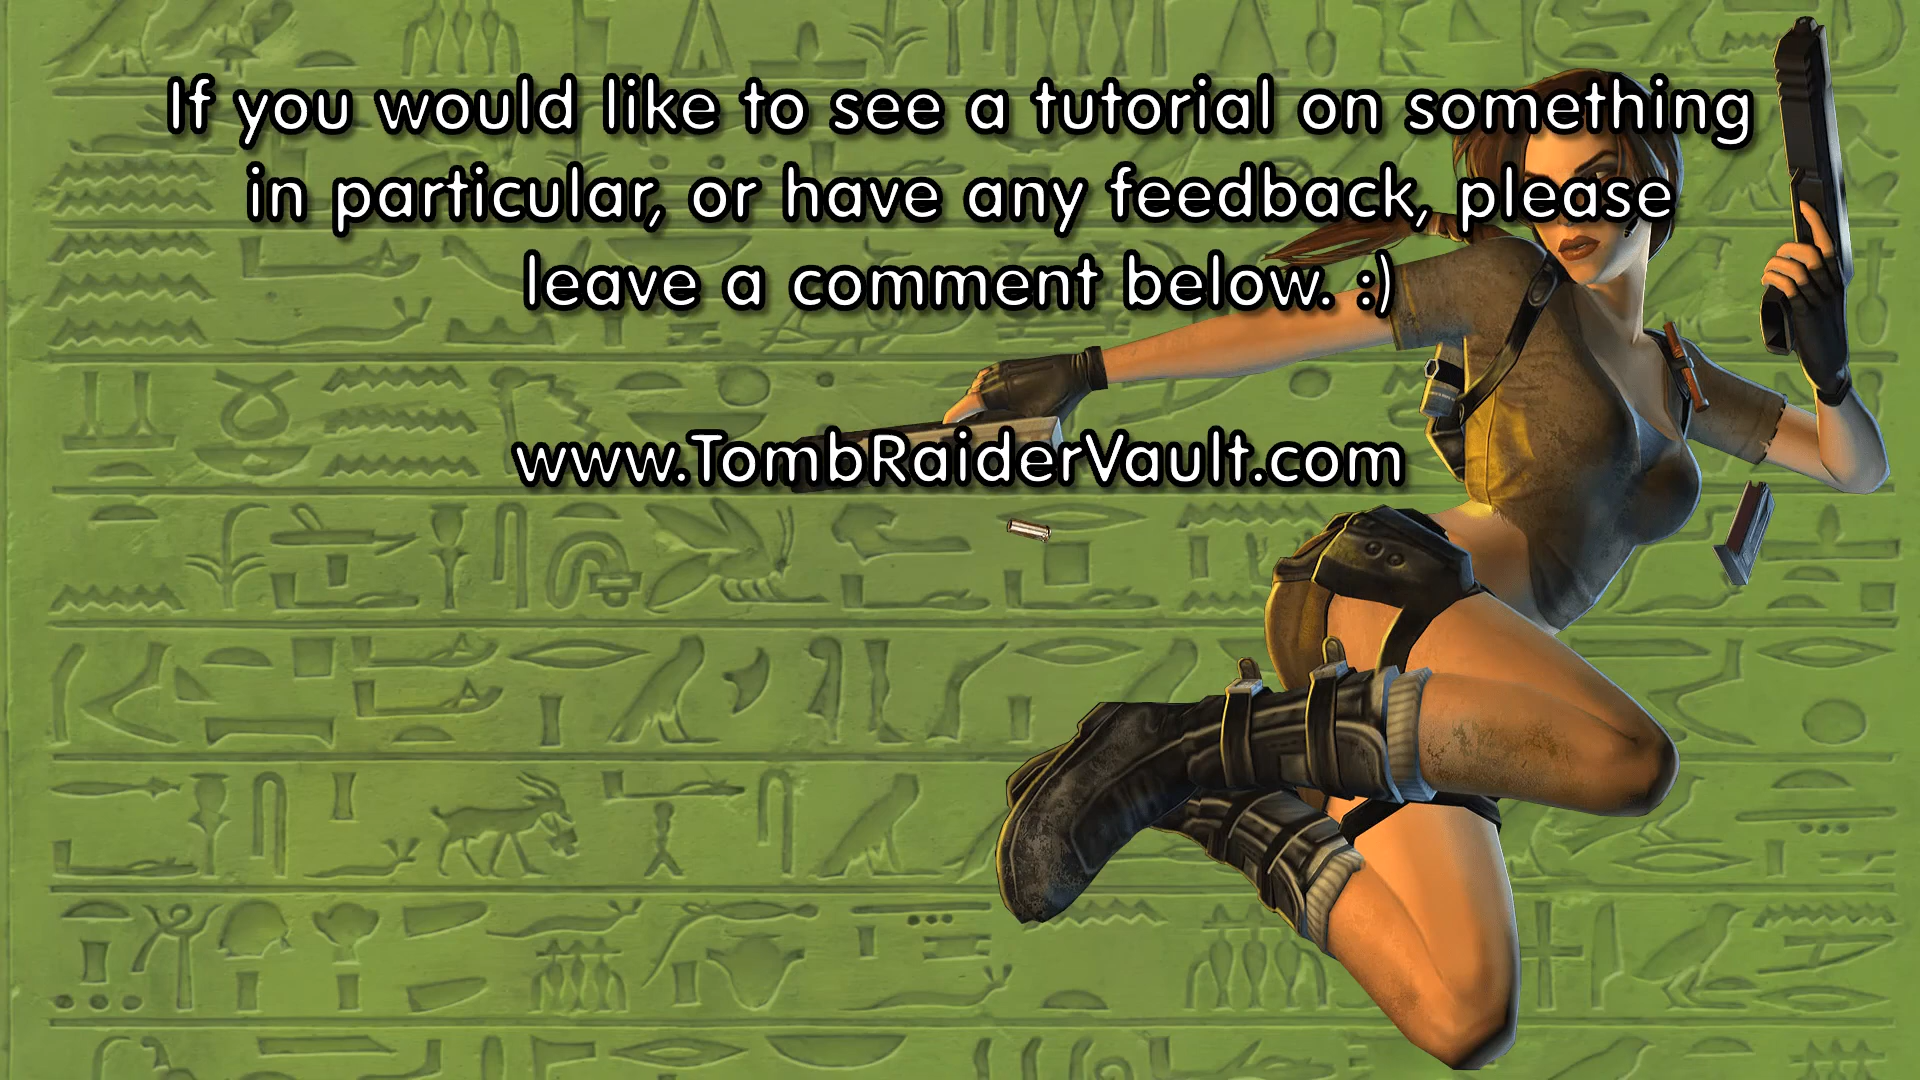 If you would like to see a tutorial on something
in particular, or have any feedback, please
leave a comment below. :)
www.TombRaiderVault.com